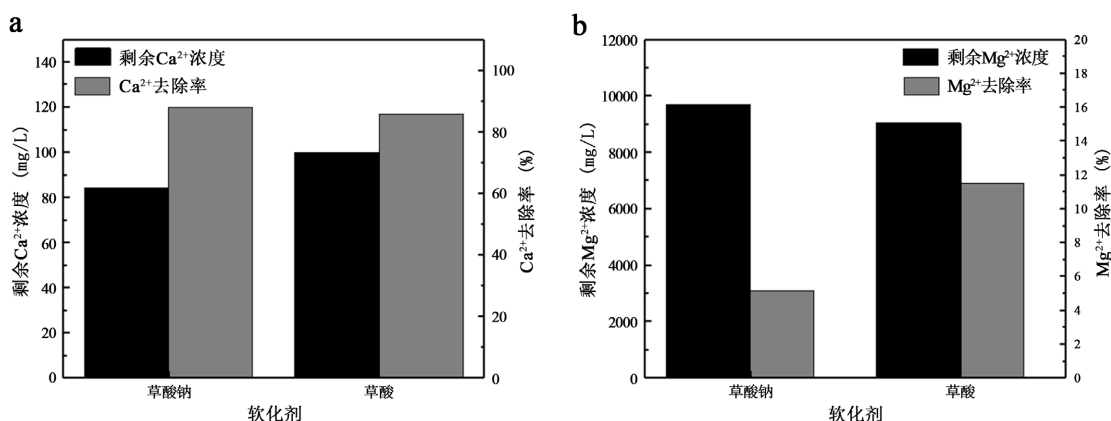 a
剩余Ca²⁺浓度
Ca²⁺去除率
剩余Ca²⁺浓度 (mg/L)
140
120
100
80
60
40
20
0
100
80
60
40
20
0
Ca²⁺去除率 (%)
草酸钠
草酸
软化剂
b
剩余Mg²⁺浓度
Mg²⁺去除率
剩余Mg²⁺浓度 (mg/L)
12000
10000
8000
6000
4000
2000
0
20
18
16
14
12
10
8
6
4
2
0
Mg²⁺去除率 (%)
草酸钠
草酸
软化剂